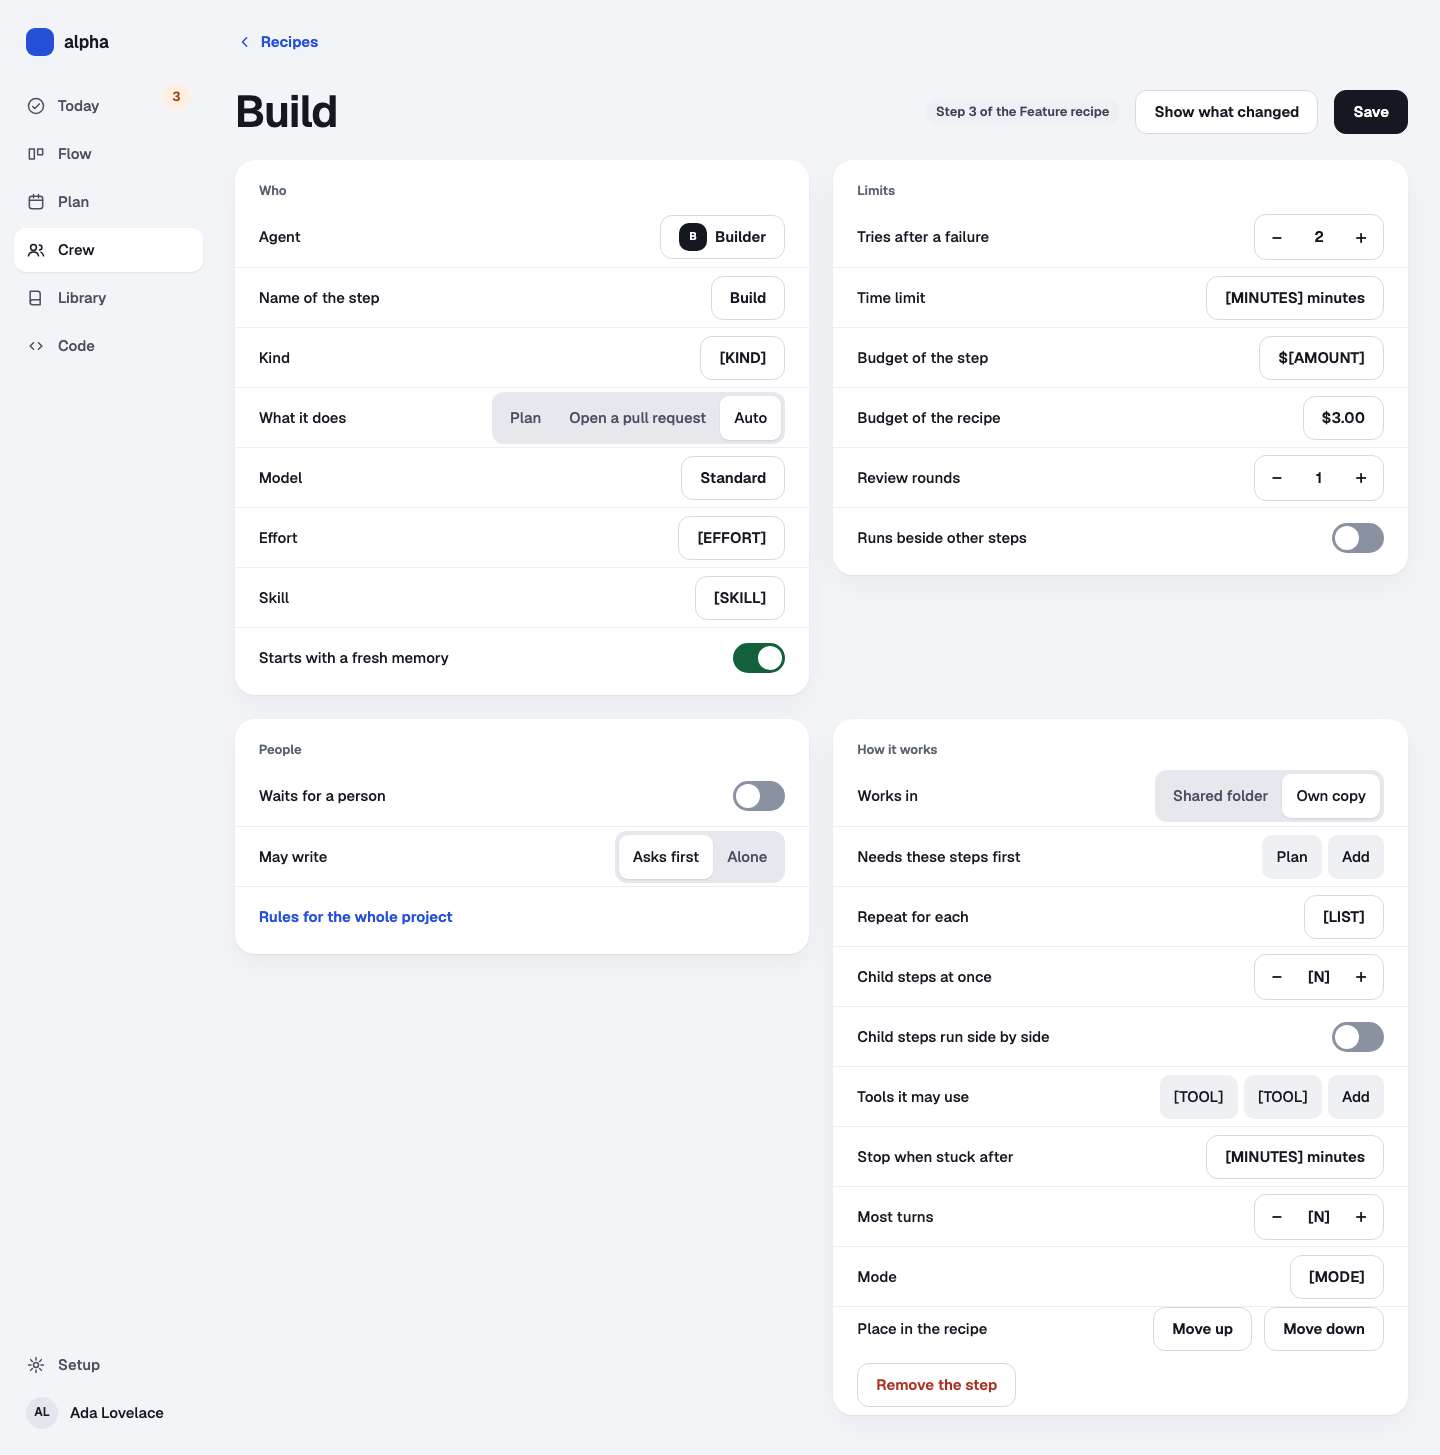 alpha
Today
3
Flow
Plan
Crew
Library
Code
Setup
AL
Ada Lovelace
Recipes
Build
Step 3 of the Feature recipe
Show what changed
Save
Who
Agent
B
Builder
Name of the step
Build
Kind
[KIND]
What it does
Plan
Open a pull request
Auto
Model
Standard
Effort
[EFFORT]
Skill
[SKILL]
Starts with a fresh memory
Limits
Tries after a failure
− 2 +
Time limit
[MINUTES] minutes
Budget of the step
$[AMOUNT]
Budget of the recipe
$3.00
Review rounds
− 1 +
Runs beside other steps
People
Waits for a person
May write
Asks first
Alone
Rules for the whole project
How it works
Works in
Shared folder
Own copy
Needs these steps first
Plan
Add
Repeat for each
[LIST]
Child steps at once
− [N] +
Child steps run side by side
Tools it may use
[TOOL]
[TOOL]
Add
Stop when stuck after
[MINUTES] minutes
Most turns
− [N] +
Mode
[MODE]
Place in the recipe
Move up
Move down
Remove the step